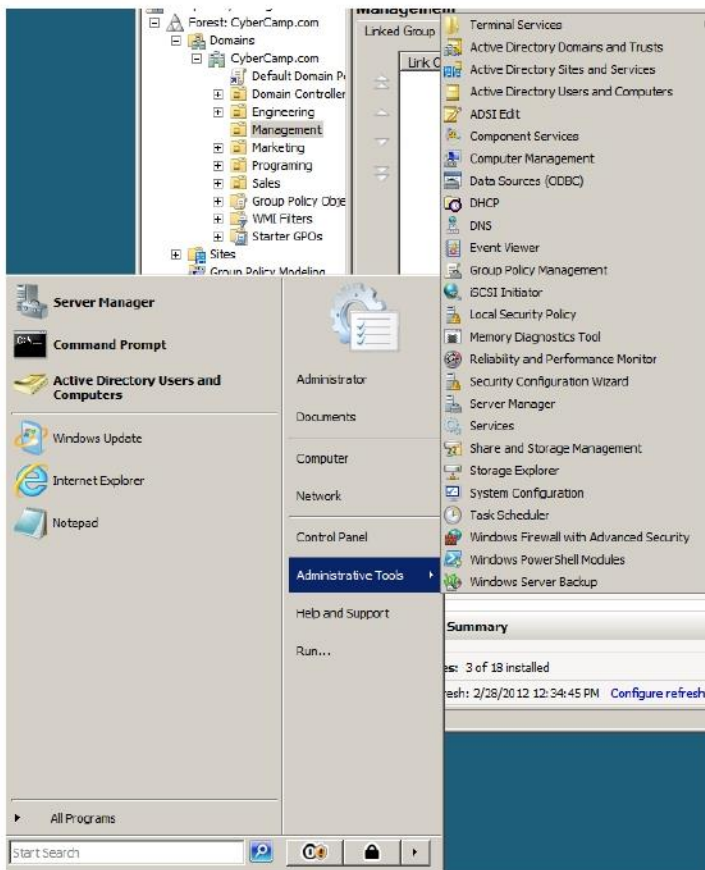 Forest: CyberCamp.com
Domains
CyberCamp.com
Default Domain P
Domain Controller
Engineering
Management
Marketing
Programing
Sales
Group Policy Obje
WMI Filters
Starter GPOs
Sites
Group Policy Modeling
Management
Linked Group
Link O
Terminal Services
Active Directory Domains and Trusts
Active Directory Sites and Services
Active Directory Users and Computers
ADSI Edit
Component Services
Computer Management
Data Sources (ODBC)
DHCP
DNS
Event Viewer
Group Policy Management
iSCSI Initiator
Local Security Policy
Memory Diagnostics Tool
Reliability and Performance Monitor
Security Configuration Wizard
Server Manager
Services
Share and Storage Management
Storage Explorer
System Configuration
Task Scheduler
Windows Firewall with Advanced Security
Windows PowerShell Modules
Windows Server Backup
Server Manager
Command Prompt
Active Directory Users and
Computers
Windows Update
Internet Explorer
Notepad
All Programs
Start Search
Administrator
Documents
Computer
Network
Control Panel
Administrative Tools
Help and Support
Run...
Summary
es: 3 of 18 installed
resh: 2/28/2012 12:34:45 PM Configure refresh